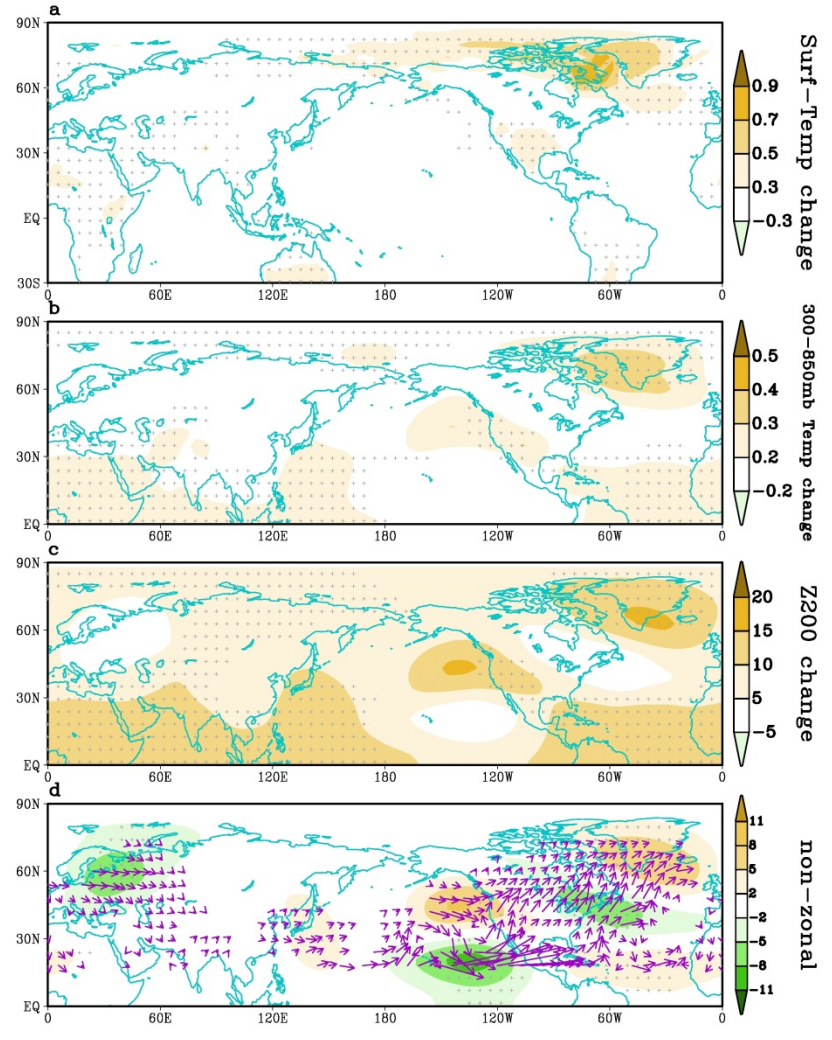 a
90N
60N
30N
EQ
30S
60E
120E
180
120W
60W
0
0.9
0.7
0.5
0.3
−0.3
Surf−Temp change
b
90N
60N
30N
EQ
60E
120E
180
120W
60W
0
0.5
0.4
0.3
0.2
−0.2
300−850mb Temp change
c
90N
60N
30N
EQ
60E
120E
180
120W
60W
0
20
15
10
5
−5
Z200 change
d
90N
60N
30N
EQ
60E
120E
180
120W
60W
0
11
8
5
2
−2
−5
−8
−11
non−zonal